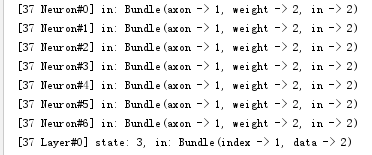 [37 Neuron#0] in: Bundle(axon -> 1, weight -> 2, in -> 2)
[37 Neuron#1] in: Bundle(axon -> 1, weight -> 2, in -> 2)
[37 Neuron#2] in: Bundle(axon -> 1, weight -> 2, in -> 2)
[37 Neuron#3] in: Bundle(axon -> 1, weight -> 2, in -> 2)
[37 Neuron#4] in: Bundle(axon -> 1, weight -> 2, in -> 2)
[37 Neuron#5] in: Bundle(axon -> 1, weight -> 2, in -> 2)
[37 Neuron#6] in: Bundle(axon -> 1, weight -> 2, in -> 2)
[37 Layer#0] state: 3, in: Bundle(index -> 1, data -> 2)